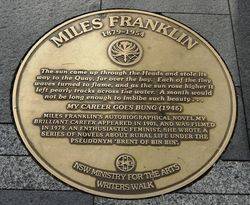 MILES FRANKLIN
1879-1954
The sun came up through the Heads and stole its
way to the Quay, far over the bay. Each of the tiny
waves turned to flame, and as the sun rose higher it
left pearly tracks across the water. A month would
not be long enough to imbibe such beauty . . .
MY CAREER GOES BUNG (1946)
MILES FRANKLIN'S AUTOBIOGRAPHICAL NOVEL MY
BRILLIANT CAREER APPEARED IN 1901, AND WAS FILMED
IN 1979. AN ENTHUSIASTIC FEMINIST, SHE WROTE A
SERIES OF NOVELS ABOUT RURAL LIFE UNDER THE
PSEUDONYM "BRENT OF BIN BIN".
NSW MINISTRY FOR THE ARTS
WRITERS WALK